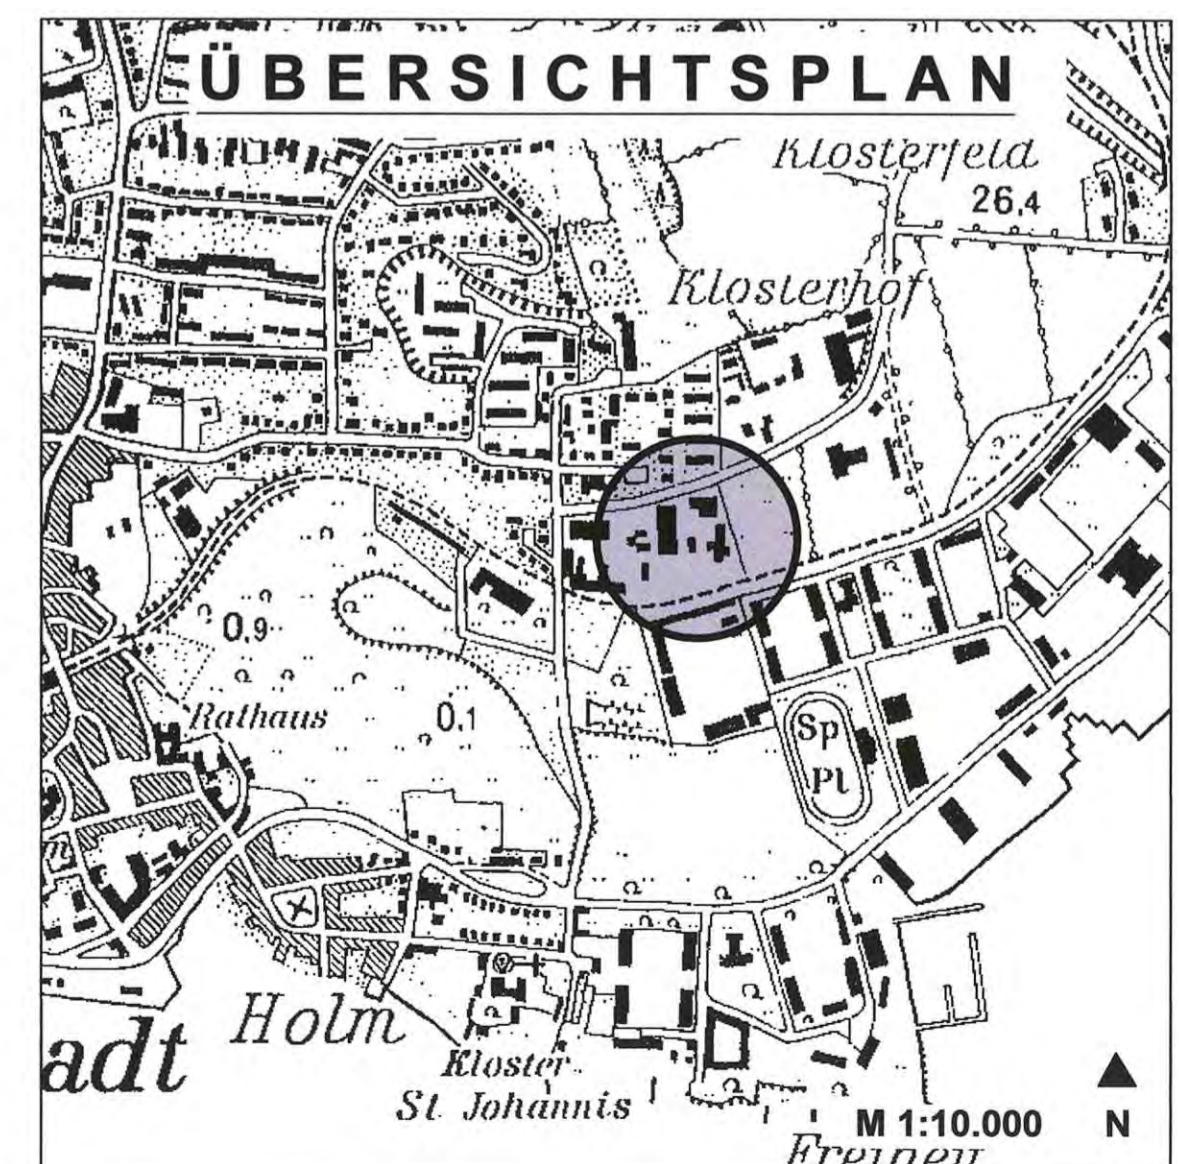 ÜBERSICHTSPLAN
Klosterfeld
26,4
Klosterhof
0,9
Rathaus
0,1
Sp
Pl
Holm
adt
Kloster
St Johannis
M 1:10.000
N